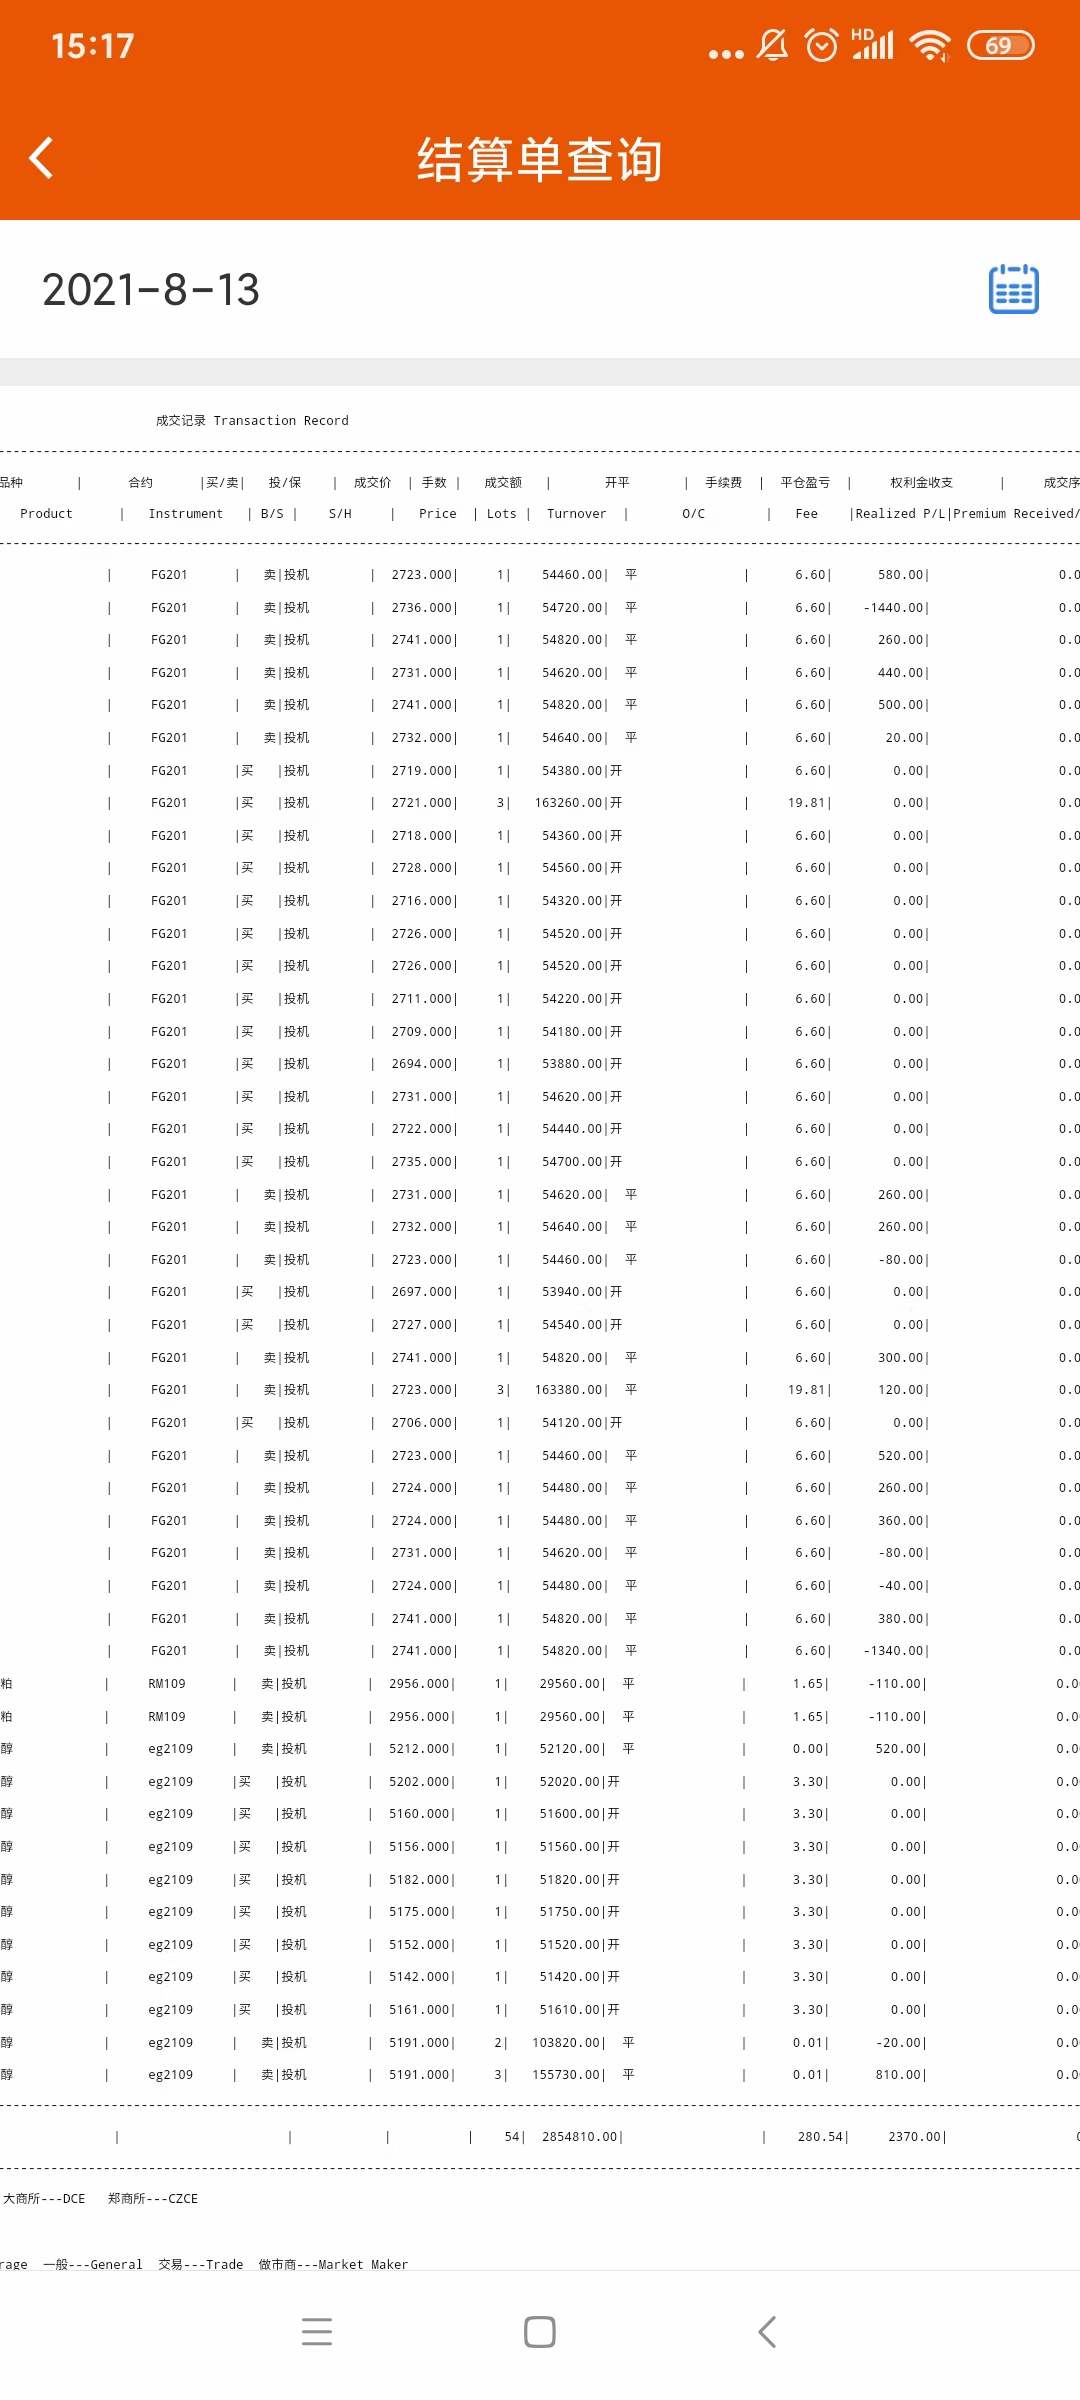 15:17
HD
69
结算单查询
2021-8-13
成交记录 Transaction Record
品种 | 合约 |买/卖| 投/保 | 成交价 | 手数 | 成交额 | 开平 | 手续费 | 平仓盈亏 | 权利金收支 | 成交序
Product | Instrument | B/S | S/H | Price | Lots | Turnover | O/C | Fee |Realized P/L|Premium Received/
| FG201 | 卖|投机 | 2723.000| 1| 54460.00| 平 | 6.60| 580.00| 0.0
| FG201 | 卖|投机 | 2736.000| 1| 54720.00| 平 | 6.60| -1440.00| 0.0
| FG201 | 卖|投机 | 2741.000| 1| 54820.00| 平 | 6.60| 260.00| 0.0
| FG201 | 卖|投机 | 2731.000| 1| 54620.00| 平 | 6.60| 440.00| 0.0
| FG201 | 卖|投机 | 2741.000| 1| 54820.00| 平 | 6.60| 500.00| 0.0
| FG201 | 卖|投机 | 2732.000| 1| 54640.00| 平 | 6.60| 20.00| 0.0
| FG201 |买 |投机 | 2719.000| 1| 54380.00|开 | 6.60| 0.00| 0.0
| FG201 |买 |投机 | 2721.000| 3| 163260.00|开 | 19.81| 0.00| 0.0
| FG201 |买 |投机 | 2718.000| 1| 54360.00|开 | 6.60| 0.00| 0.0
| FG201 |买 |投机 | 2728.000| 1| 54560.00|开 | 6.60| 0.00| 0.0
| FG201 |买 |投机 | 2716.000| 1| 54320.00|开 | 6.60| 0.00| 0.0
| FG201 |买 |投机 | 2726.000| 1| 54520.00|开 | 6.60| 0.00| 0.0
| FG201 |买 |投机 | 2726.000| 1| 54520.00|开 | 6.60| 0.00| 0.0
| FG201 |买 |投机 | 2711.000| 1| 54220.00|开 | 6.60| 0.00| 0.0
| FG201 |买 |投机 | 2709.000| 1| 54180.00|开 | 6.60| 0.00| 0.0
| FG201 |买 |投机 | 2694.000| 1| 53880.00|开 | 6.60| 0.00| 0.0
| FG201 |买 |投机 | 2731.000| 1| 54620.00|开 | 6.60| 0.00| 0.0
| FG201 |买 |投机 | 2722.000| 1| 54440.00|开 | 6.60| 0.00| 0.0
| FG201 |买 |投机 | 2735.000| 1| 54700.00|开 | 6.60| 0.00| 0.0
| FG201 | 卖|投机 | 2731.000| 1| 54620.00| 平 | 6.60| 260.00| 0.0
| FG201 | 卖|投机 | 2732.000| 1| 54640.00| 平 | 6.60| 260.00| 0.0
| FG201 | 卖|投机 | 2723.000| 1| 54460.00| 平 | 6.60| -80.00| 0.0
| FG201 |买 |投机 | 2697.000| 1| 53940.00|开 | 6.60| 0.00| 0.0
| FG201 |买 |投机 | 2727.000| 1| 54540.00|开 | 6.60| 0.00| 0.0
| FG201 | 卖|投机 | 2741.000| 1| 54820.00| 平 | 6.60| 300.00| 0.0
| FG201 | 卖|投机 | 2723.000| 3| 163380.00| 平 | 19.81| 120.00| 0.0
| FG201 |买 |投机 | 2706.000| 1| 54120.00|开 | 6.60| 0.00| 0.0
| FG201 | 卖|投机 | 2723.000| 1| 54460.00| 平 | 6.60| 520.00| 0.0
| FG201 | 卖|投机 | 2724.000| 1| 54480.00| 平 | 6.60| 260.00| 0.0
| FG201 | 卖|投机 | 2724.000| 1| 54480.00| 平 | 6.60| 360.00| 0.0
| FG201 | 卖|投机 | 2731.000| 1| 54620.00| 平 | 6.60| -80.00| 0.0
| FG201 | 卖|投机 | 2724.000| 1| 54480.00| 平 | 6.60| -40.00| 0.0
| FG201 | 卖|投机 | 2741.000| 1| 54820.00| 平 | 6.60| 380.00| 0.0
| FG201 | 卖|投机 | 2741.000| 1| 54820.00| 平 | 6.60| -1340.00| 0.0
粕 | RM109 | 卖|投机 | 2956.000| 1| 29560.00| 平 | 1.65| -110.00| 0.0
粕 | RM109 | 卖|投机 | 2956.000| 1| 29560.00| 平 | 1.65| -110.00| 0.0
醇 | eg2109 | 卖|投机 | 5212.000| 1| 52120.00| 平 | 0.00| 520.00| 0.0
醇 | eg2109 |买 |投机 | 5202.000| 1| 52020.00|开 | 3.30| 0.00| 0.0
醇 | eg2109 |买 |投机 | 5160.000| 1| 51600.00|开 | 3.30| 0.00| 0.0
醇 | eg2109 |买 |投机 | 5156.000| 1| 51560.00|开 | 3.30| 0.00| 0.0
醇 | eg2109 |买 |投机 | 5182.000| 1| 51820.00|开 | 3.30| 0.00| 0.0
醇 | eg2109 |买 |投机 | 5175.000| 1| 51750.00|开 | 3.30| 0.00| 0.0
醇 | eg2109 |买 |投机 | 5152.000| 1| 51520.00|开 | 3.30| 0.00| 0.0
醇 | eg2109 |买 |投机 | 5142.000| 1| 51420.00|开 | 3.30| 0.00| 0.0
醇 | eg2109 |买 |投机 | 5161.000| 1| 51610.00|开 | 3.30| 0.00| 0.0
醇 | eg2109 | 卖|投机 | 5191.000| 2| 103820.00| 平 | 0.01| -20.00| 0.0
醇 | eg2109 | 卖|投机 | 5191.000| 3| 155730.00| 平 | 0.01| 810.00| 0.0
| | | | 54| 2854810.00| | 280.54| 2370.00|
大商所---DCE 郑商所---CZCE
rage 一般---General 交易---Trade 做市商---Market Maker